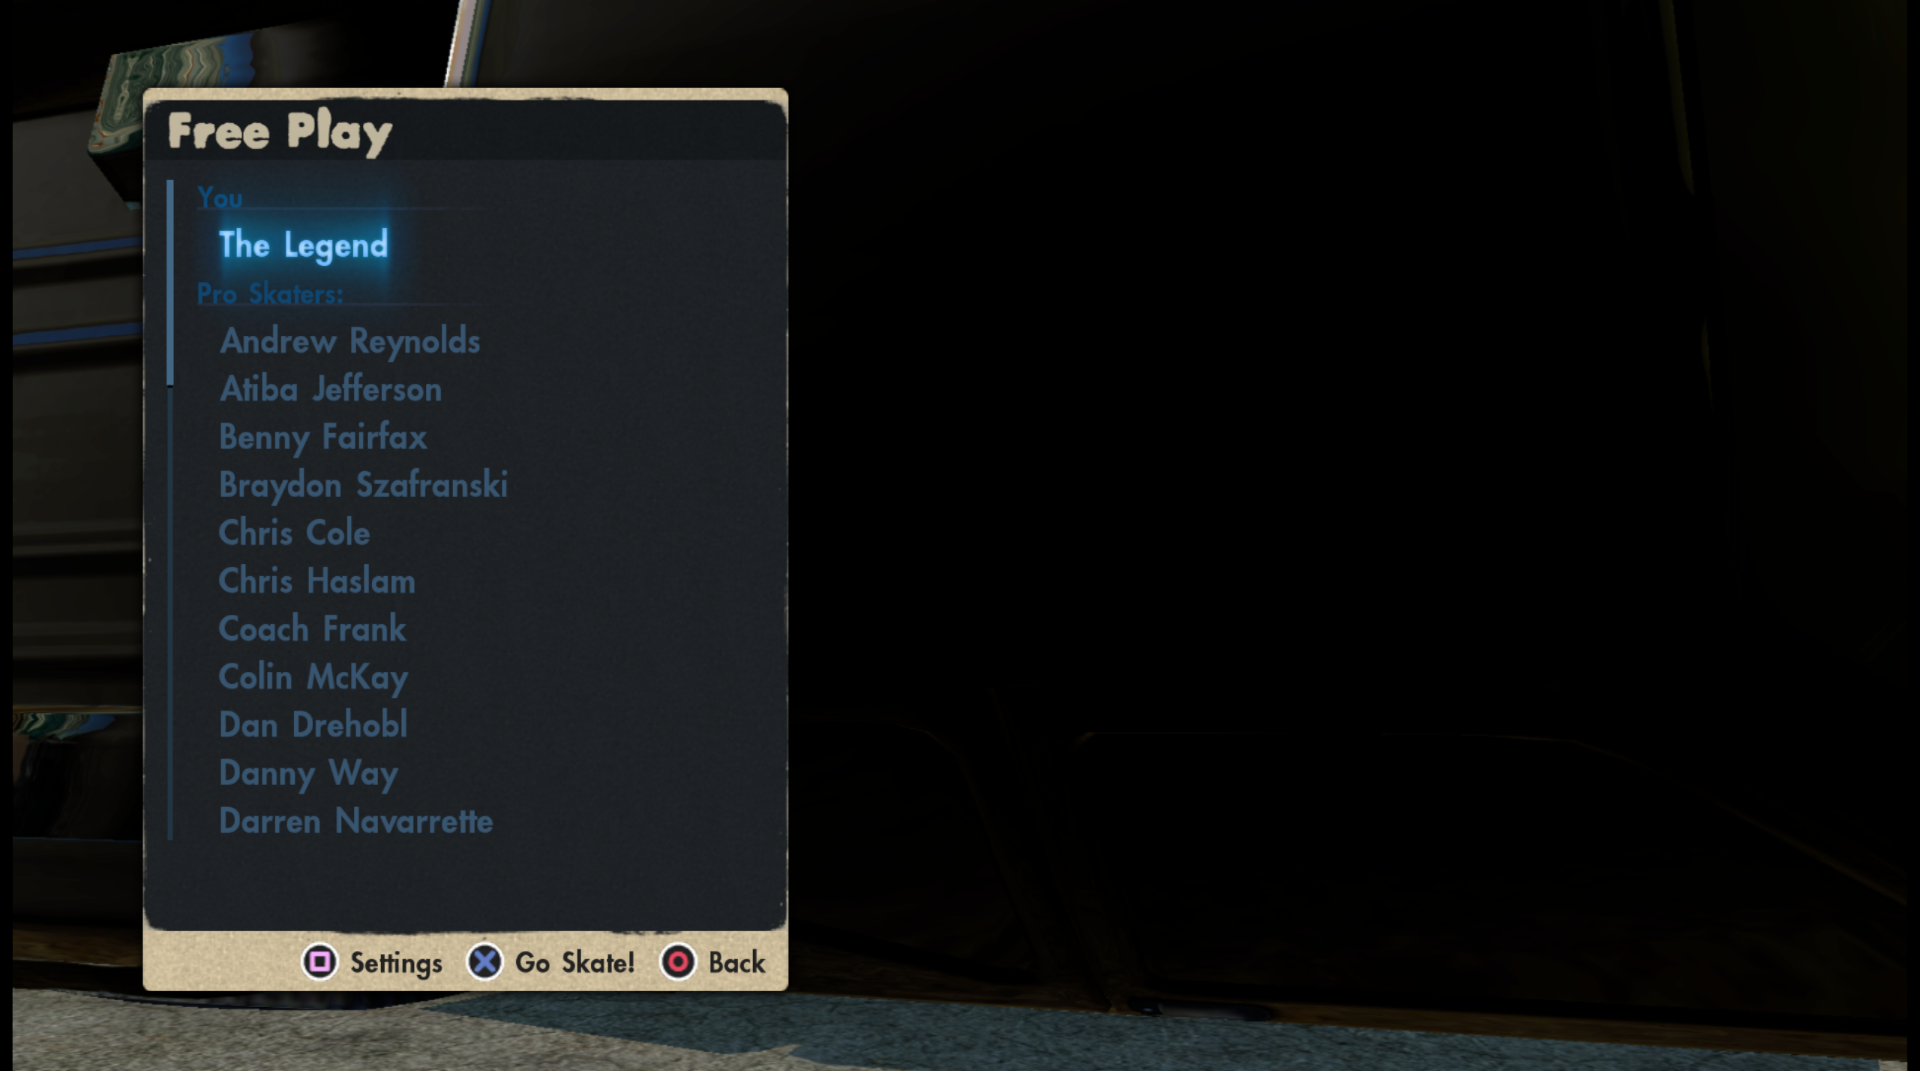 Free Play
You
The Legend
Pro Skaters:
Andrew Reynolds
Atiba Jefferson
Benny Fairfax
Braydon Szafranski
Chris Cole
Chris Haslam
Coach Frank
Colin McKay
Dan Drehobl
Danny Way
Darren Navarrette
Settings Go Skate! Back